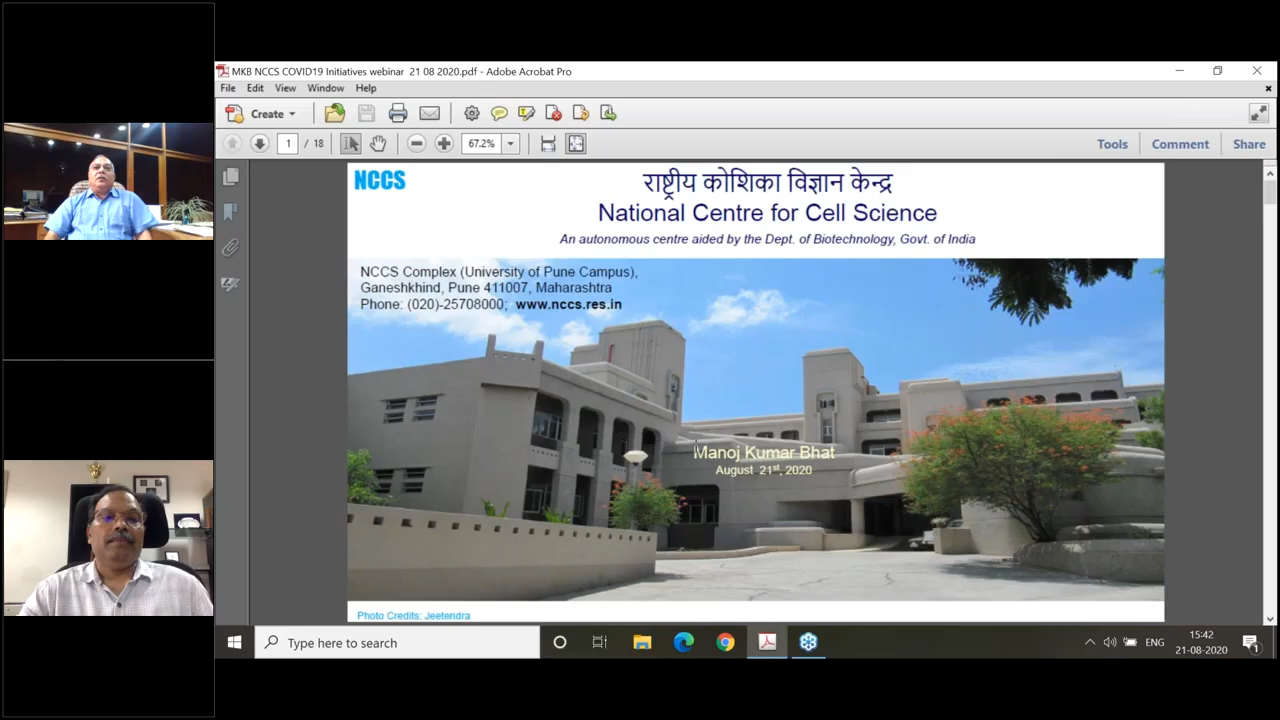 MKB NCCS COVID19 Initiatives webinar 21 08 2020.pdf - Adobe Acrobat Pro
File Edit View Window Help
Create
1 / 18
67.2%
Tools Comment Share
NCCS
राष्ट्रीय कोशिका विज्ञान केन्द्र
National Centre for Cell Science
An autonomous centre aided by the Dept. of Biotechnology, Govt. of India
NCCS Complex (University of Pune Campus),
Ganeshkhind, Pune 411007, Maharashtra
Phone: (020)-25708000; www.nccs.res.in
Manoj Kumar Bhat
August 21st, 2020
Photo Credits: Jeetendra
Type here to search
ENG
15:42
21-08-2020
1